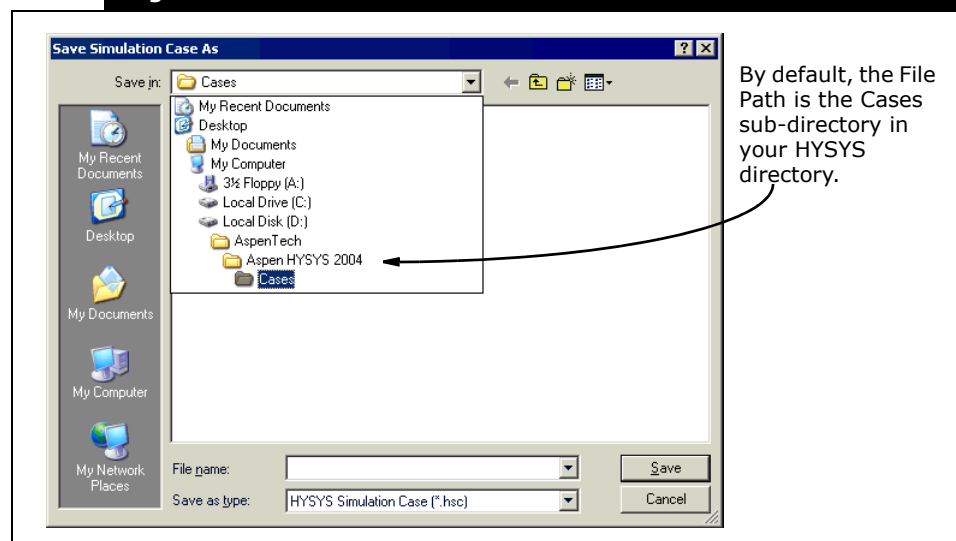 Save Simulation Case As
Save in:
Cases
My Recent Documents
Desktop
My Documents
My Computer
3½ Floppy (A:)
Local Drive (C:)
Local Disk (D:)
AspenTech
Aspen HYSYS 2004
Cases
My Recent
Documents
Desktop
My Documents
My Computer
My Network
Places
File name:
Save
Save as type:
HYSYS Simulation Case (*.hsc)
Cancel
By default, the File
Path is the Cases
sub-directory in
your HYSYS
directory.